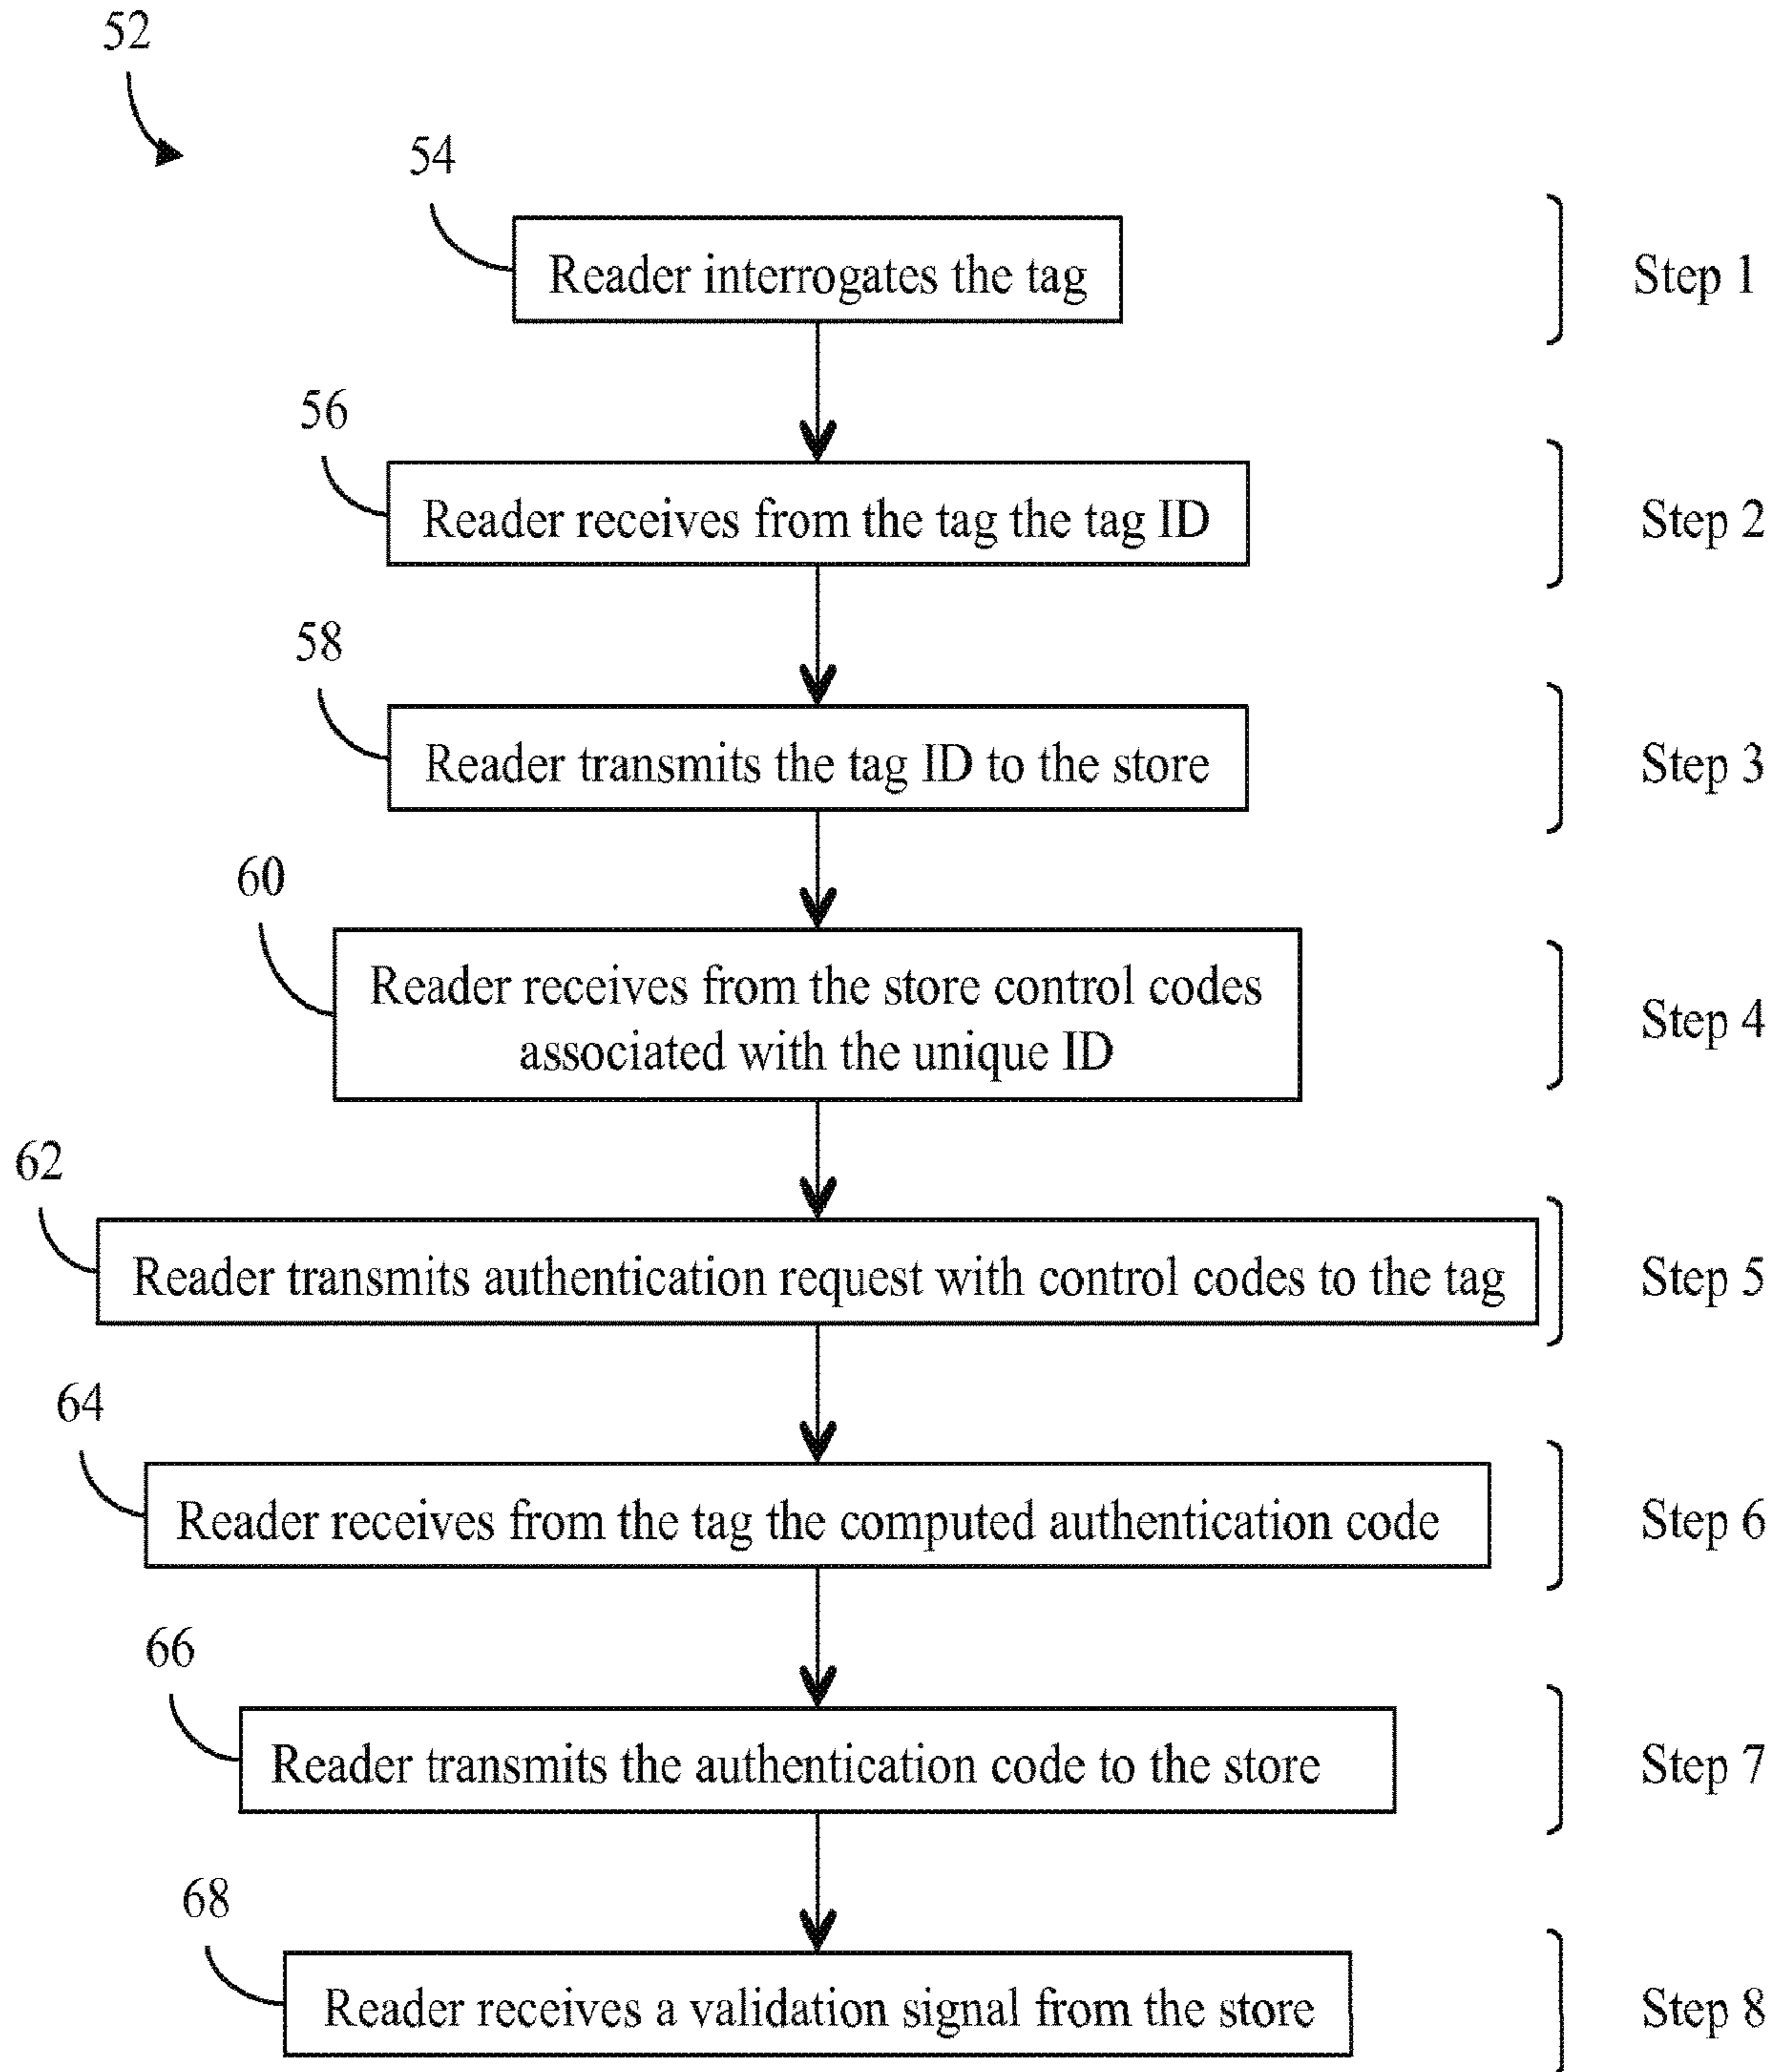 52
54
Reader interrogates the tag
Step 1
56
Reader receives from the tag the tag ID
Step 2
58
Reader transmits the tag ID to the store
Step 3
60
Reader receives from the store control codes
associated with the unique ID
Step 4
62
Reader transmits authentication request with control codes to the tag
Step 5
64
Reader receives from the tag the computed authentication code
Step 6
66
Reader transmits the authentication code to the store
Step 7
68
Reader receives a validation signal from the store
Step 8